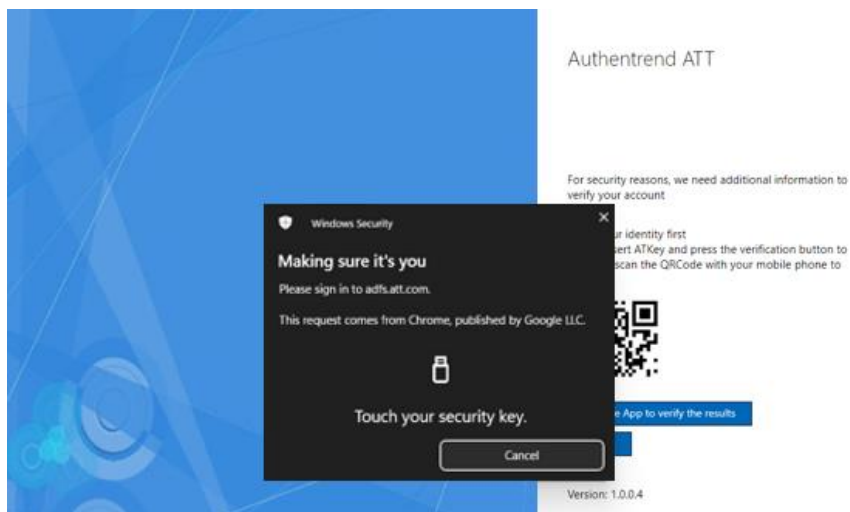 Authentrend ATT
For security reasons, we need additional information to
verify your account
ur identity first
sert ATKey and press the verification button to
scan the QRCode with your mobile phone to
Windows Security
Making sure it's you
Please sign in to adfs.att.com.
This request comes from Chrome, published by Google LLC.
Touch your security key.
Cancel
App to verify the results
Version: 1.0.0.4